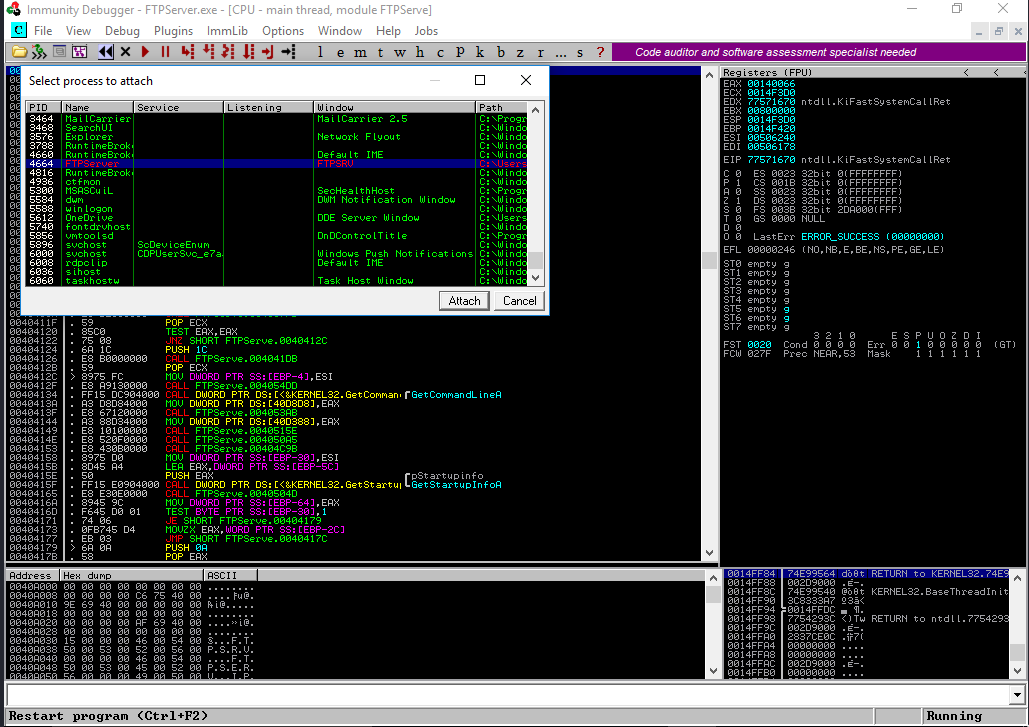 Immunity Debugger - FTPServer.exe - [CPU - main thread, module FTPServe]
C File View Debug Plugins ImmLib Options Window Help Jobs
l e m t w h c p k b z r ... s ? Code auditor and software assessment specialist needed
Select process to attach
PID Name Service Listening Window Path
3464 MailCarrier MailCarrier 2.5 C:\Progr
3468 SearchUI C:\Windo
3576 Explorer Network Flyout C:\Windo
3788 RuntimeBroke C:\Windo
4660 RuntimeBroke Default IME C:\Windo
4664 FTPServer FTPSRV C:\Users
4816 RuntimeBroke C:\Windo
4936 ctfmon C:\Windo
5300 MSASCuiL SecHealthHost C:\Progr
5584 dwm DWM Notification Window C:\Windo
5588 winlogon C:\Windo
5612 OneDrive DDE Server Window C:\Users
5740 fontdrvhost C:\Windo
5856 vmtoolsd DnDControlTitle C:\Progr
5896 svchost ScDeviceEnum C:\Windo
6000 svchost CDPUserSvc_e7a Windows Push Notifications C:\Windo
6008 rdpclip Default IME C:\Windo
6036 sihost C:\Windo
6060 taskhostw Task Host Window C:\Windo
Attach Cancel
0040411F . 59 POP ECX
00404120 . 85C0 TEST EAX,EAX
00404122 . 75 08 JNZ SHORT FTPServe.0040412C
00404124 . 6A 1C PUSH 1C
00404126 . E8 B0000000 CALL FTPServe.004041DB
0040412B . 59 POP ECX
0040412C > 8975 FC MOV DWORD PTR SS:[EBP-4],ESI
0040412F . E8 A9130000 CALL FTPServe.004054DD
00404134 . FF15 DC904000 CALL DWORD PTR DS:[<&KERNEL32.GetComman GetCommandLineA
0040413A . A3 D8D84000 MOV DWORD PTR DS:[40D8D8],EAX
0040413F . E8 67120000 CALL FTPServe.004053AB
00404144 . A3 88D34000 MOV DWORD PTR DS:[40D388],EAX
00404149 . E8 10100000 CALL FTPServe.0040515E
0040414E . E8 520F0000 CALL FTPServe.004050A5
00404153 . E8 430B0000 CALL FTPServe.00404C9B
00404158 . 8975 D0 MOV DWORD PTR SS:[EBP-30],ESI
0040415B . 8D45 A4 LEA EAX,DWORD PTR SS:[EBP-5C]
0040415E . 50 PUSH EAX pStartupinfo
0040415F . FF15 E0904000 CALL DWORD PTR DS:[<&KERNEL32.GetStartu GetStartupInfoA
00404165 . E8 E30E0000 CALL FTPServe.0040504D
0040416A . 8945 9C MOV DWORD PTR SS:[EBP-64],EAX
0040416D . F645 D0 01 TEST BYTE PTR SS:[EBP-30],1
00404171 . 74 06 JE SHORT FTPServe.00404179
00404173 . 0FB745 D4 MOVZX EAX,WORD PTR SS:[EBP-2C]
00404177 . EB 03 JMP SHORT FTPServe.0040417C
00404179 > 6A 0A PUSH 0A
0040417B . 58 POP EAX
Registers (FPU) < <
EAX 00140066
ECX 0014F3D0
EDX 77571670 ntdll.KiFastSystemCallRet
EBX 00800000
ESP 0014F3D0
EBP 0014F420
ESI 00506240
EDI 00506178
EIP 77571670 ntdll.KiFastSystemCallRet
C 0 ES 0023 32bit 0(FFFFFFFF)
P 1 CS 001B 32bit 0(FFFFFFFF)
A 0 SS 0023 32bit 0(FFFFFFFF)
Z 1 DS 0023 32bit 0(FFFFFFFF)
S 0 FS 003B 32bit 2DA000(FFF)
T 0 GS 0000 NULL
D 0
O 0 LastErr ERROR_SUCCESS (00000000)
EFL 00000246 (NO,NB,E,BE,NS,PE,GE,LE)
ST0 empty g
ST1 empty g
ST2 empty g
ST3 empty g
ST4 empty g
ST5 empty g
ST6 empty g
ST7 empty g
3 2 1 0 E S P U O Z D I
FST 0020 Cond 0 0 0 0 Err 0 0 1 0 0 0 0 0 (GT)
FCW 027F Prec NEAR,53 Mask 1 1 1 1 1 1
Address Hex dump ASCII
0040A000 00 00 00 00 00 00 00 00 ........
0040A008 00 00 00 00 C6 75 40 00
0040A010 9E 69 40 00 00 00 00 00
0040A018 00 00 00 00 00 00 00 00 ........
0040A020 00 00 00 00 AF 69 40 00
0040A028 00 00 00 00 00 00 00 00 ........
0040A030 15 00 00 00 46 00 54 00
0040A038 50 00 53 00 52 00 56 00 P.S.R.V.
0040A040 00 00 00 00 46 00 54 00 ....F.T.
0040A048 50 00 53 00 45 00 52 00 P.S.E.R.
0040A050 56 00 00 00 49 00 50 00 V...I.P.
0014FF84 74E99564 RETURN to KERNEL32.74E9
0014FF88 002D9000
0014FF8C 74E99540 KERNEL32.BaseThreadInit
0014FF90 3C8333A7
0014FF94 0014FFDC
0014FF98 7754293C RETURN to ntdll.7754293
0014FF9C 002D9000
0014FFA0 2837CE0C
0014FFA4 00000000 ....
0014FFA8 00000000 ....
0014FFAC 002D9000
0014FFB0 00000000 ....
Restart program (Ctrl+F2) Running